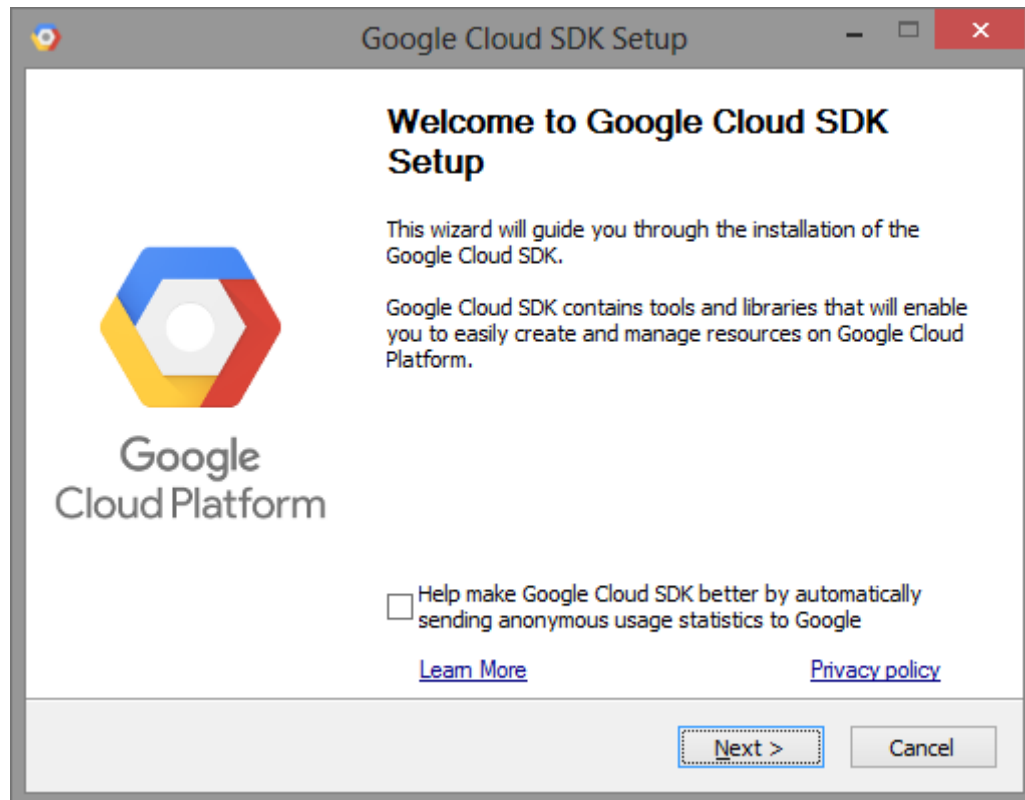 Google Cloud SDK Setup
Welcome to Google Cloud SDK
Setup
This wizard will guide you through the installation of the
Google Cloud SDK.
Google Cloud SDK contains tools and libraries that will enable
you to easily create and manage resources on Google Cloud
Platform.
Google
Cloud Platform
Help make Google Cloud SDK better by automatically
sending anonymous usage statistics to Google
Learn More
Privacy policy
Next >
Cancel